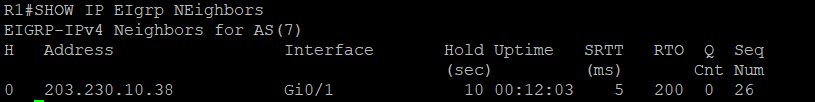 R1#SHOW IP EIgrp NEighbors
EIGRP-IPv4 Neighbors for AS(7)
H   Address                 Interface              Hold Uptime   SRTT   RTO  Q  Seq
                                                   (sec)         (ms)       Cnt Num
0   203.230.10.38           Gi0/1                    10 00:12:03    5   200  0  26